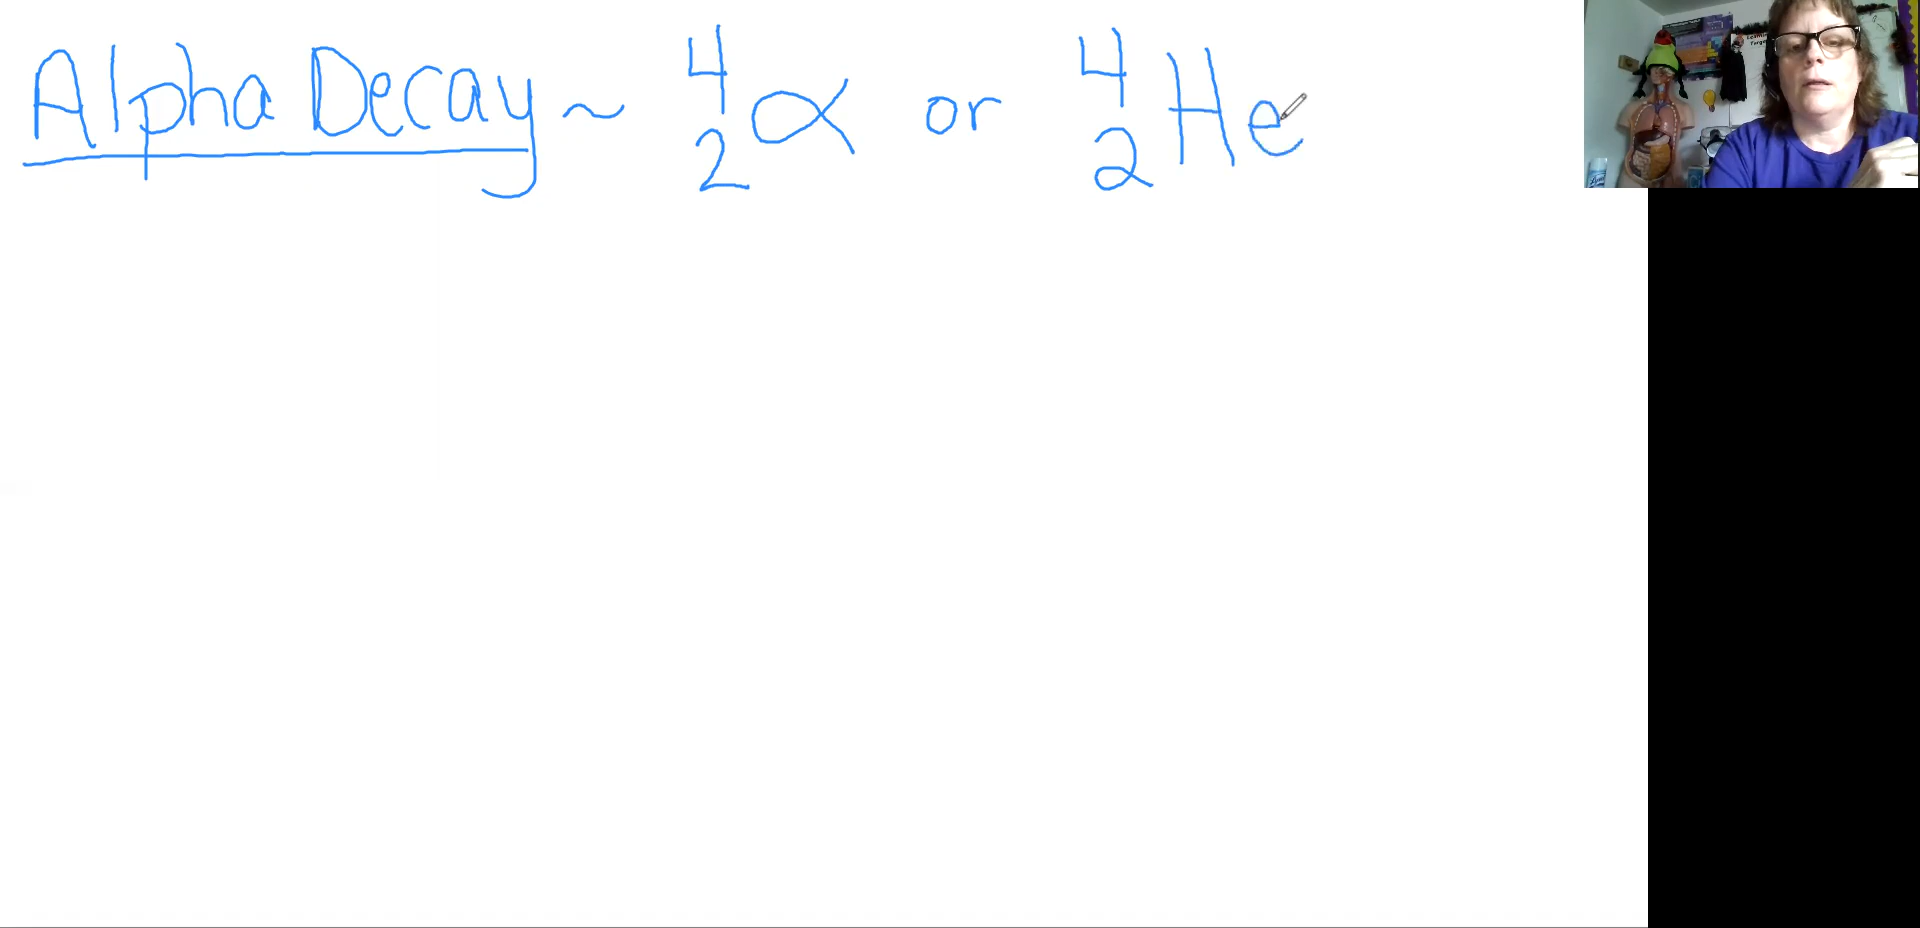 Alpha Decay ~ ⁴₂α or ⁴₂He